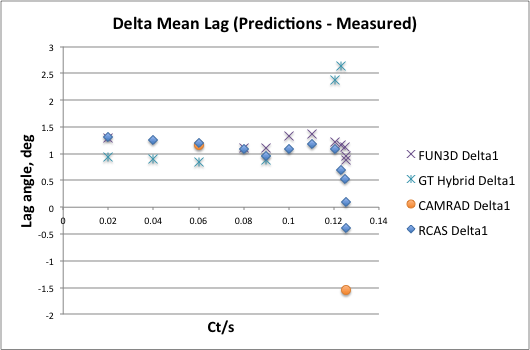 Delta Mean Lag (Predictions - Measured)
3
2.5
2
1.5
1
0.5
0
-0.5
-1
-1.5
-2
Lag angle, deg
0 0.02 0.04 0.06 0.08 0.1 0.12 0.14
Ct/s
FUN3D Delta1
GT Hybrid Delta1
CAMRAD Delta1
RCAS Delta1